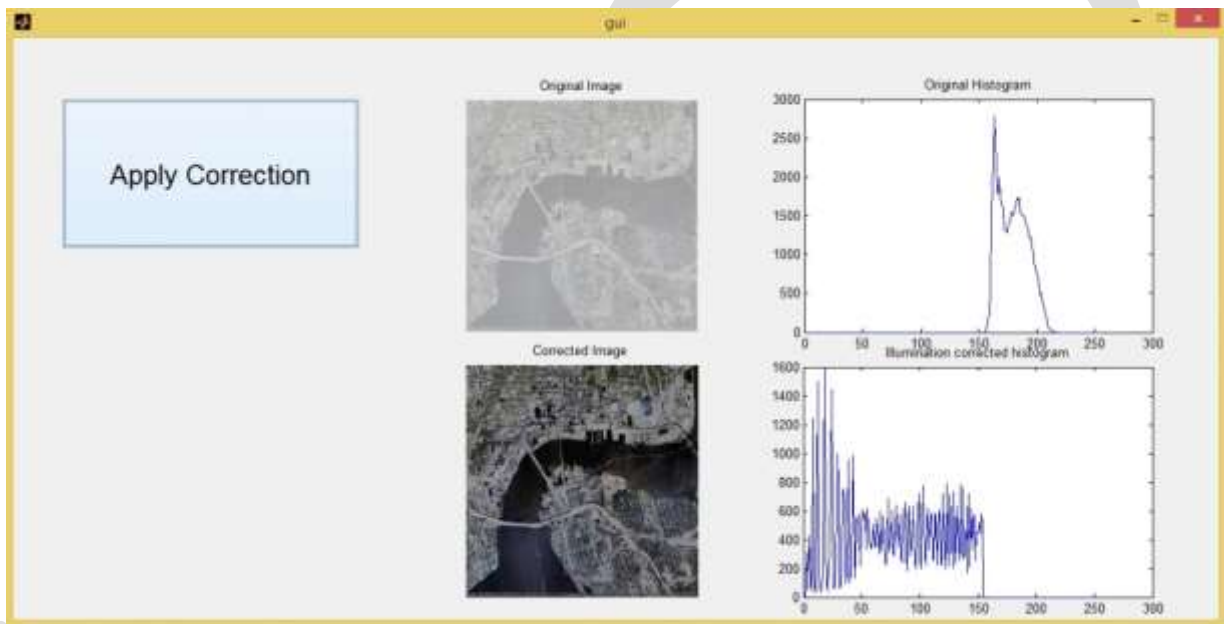 gui
Apply Correction
Original Image
Original Histogram
3000
2500
2000
1500
1000
500
0
0 50 100 150 200 250 300
Corrected Image
Illumination corrected histogram
1600
1400
1200
1000
800
600
400
200
0
0 50 100 150 200 250 300